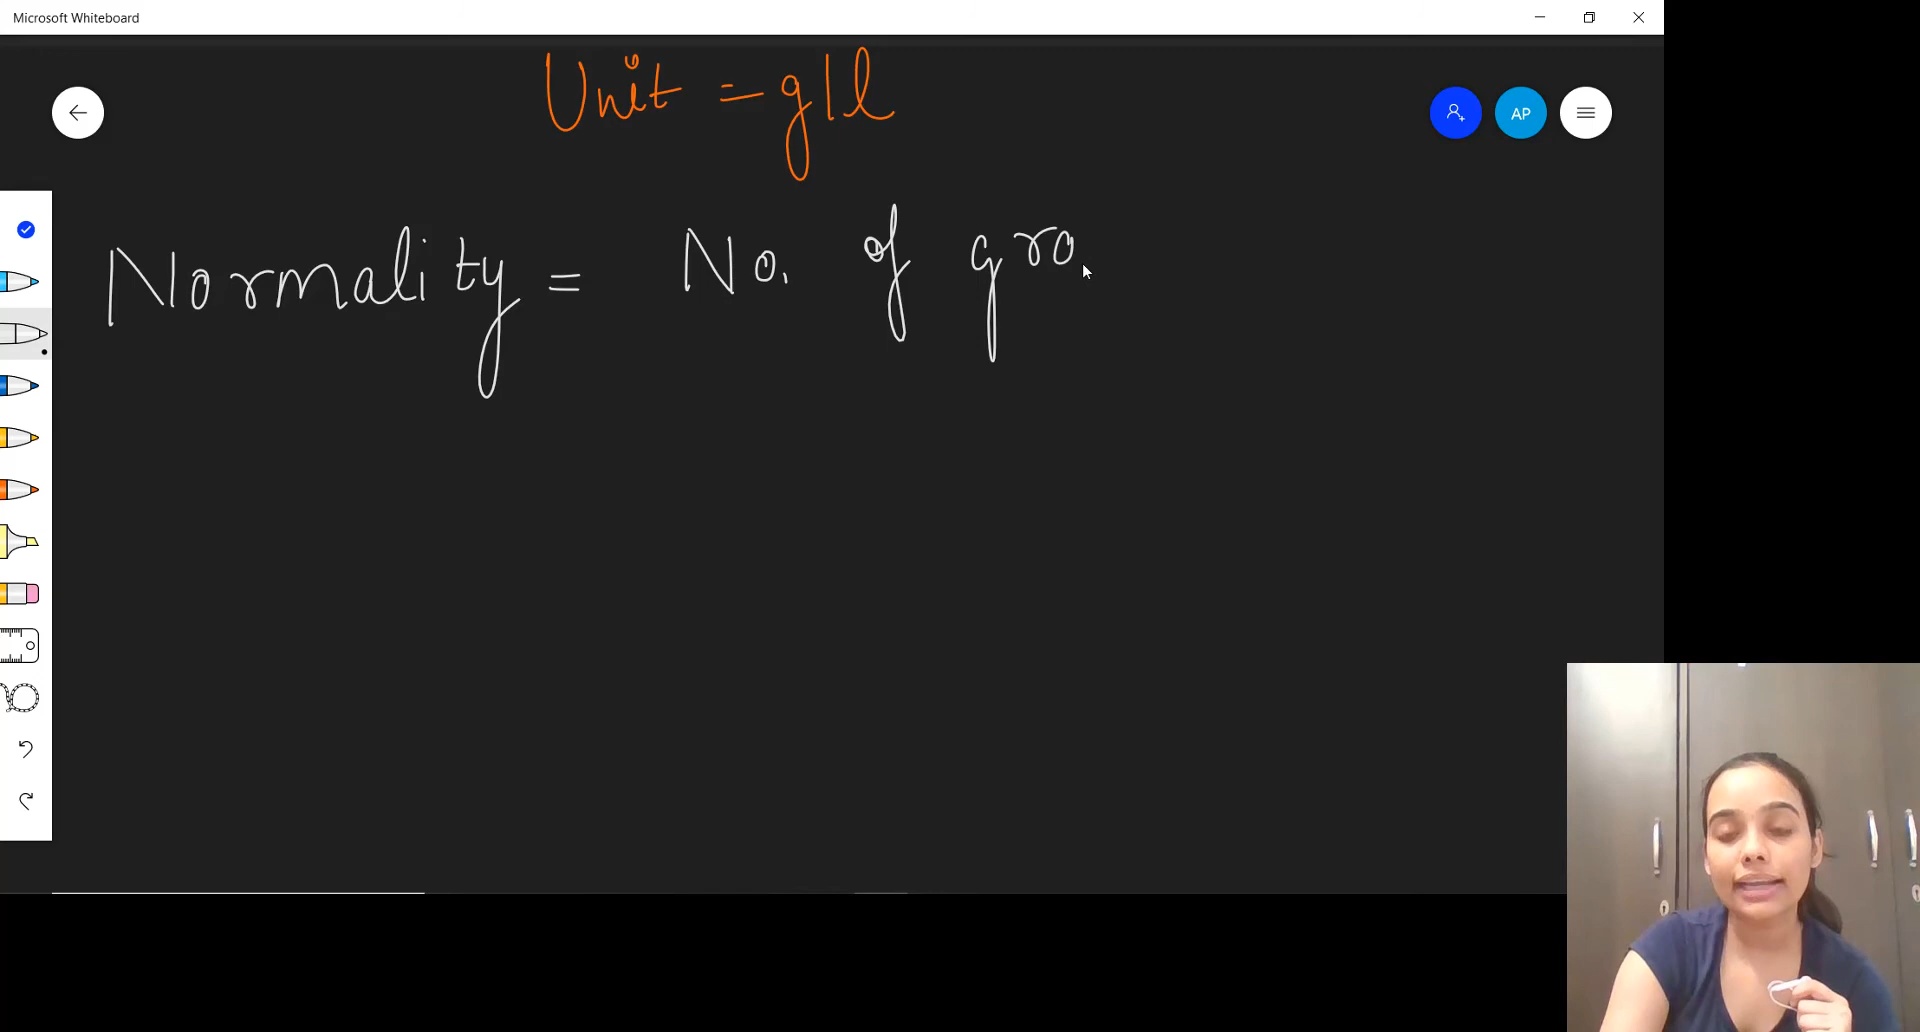 Microsoft Whiteboard
Unit = g|l
AP
Normality = No. of gro